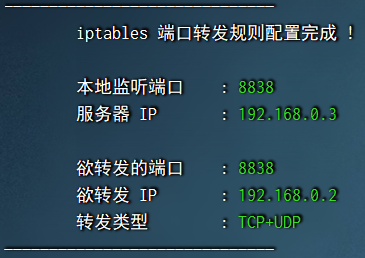 iptables 端口转发规则配置完成 !
本地监听端口 : 8838
服务器 IP : 192.168.0.3
欲转发的端口 : 8838
欲转发 IP : 192.168.0.2
转发类型 : TCP+UDP